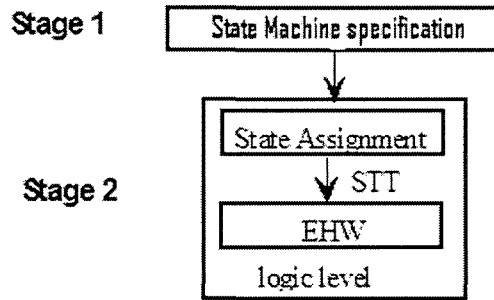 Stage 1
State Machine specification
State Assignment
STT
Stage 2
EHW
logic level